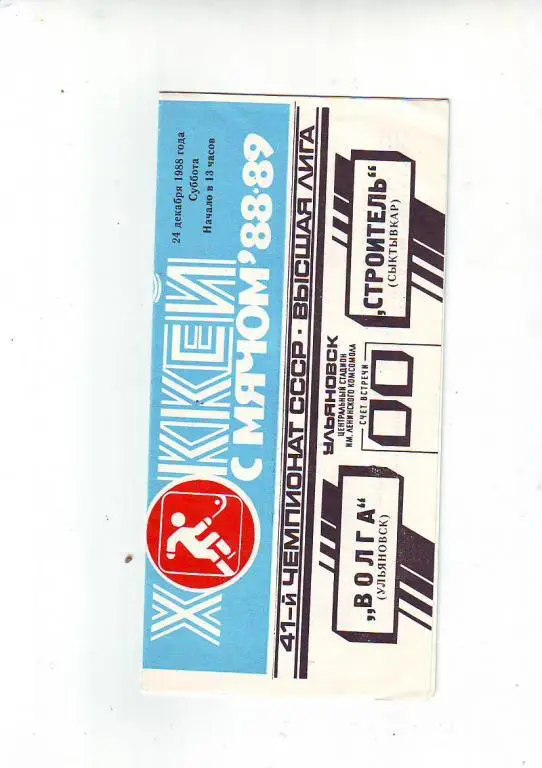 24 декабря 1988 года
Суббота
Начало в 13 часов
ХОККЕЙ
С МЯЧОМ'88·89
41-й ЧЕМПИОНАТ СССР · ВЫСШАЯ ЛИГА
УЛЬЯНОВСК
ЦЕНТРАЛЬНЫЙ СТАДИОН
ИМ. ЛЕНИНСКОГО КОМСОМОЛА
„ВОЛГА“
(УЛЬЯНОВСК)
СЧЕТ ВСТРЕЧИ
„СТРОИТЕЛЬ“
(СЫКТЫВКАР)